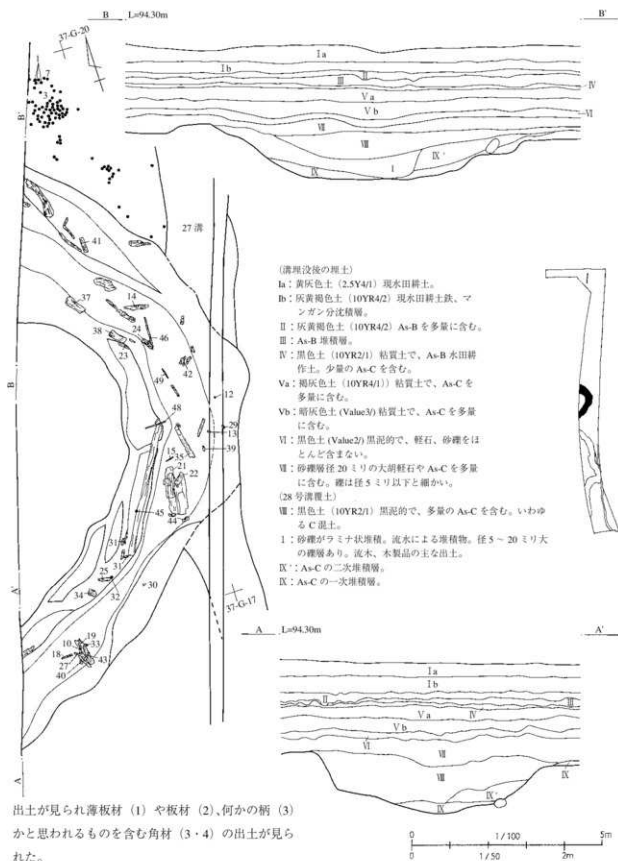 37-G-20
B L=94.30m B'
Ⅰa
Ⅰb
Ⅱ
Ⅲ
Ⅳ
Ⅴa
Ⅴb
Ⅵ
Ⅶ
Ⅷ
Ⅸ'
Ⅸ
1
1
7
3
B'
27 溝
41
37
14
24
46
38
23
42
49
12
48
29
13
39
15
35
21
22
B
45
44
31
31
25
32
30
34
37-G-17
A'
19
10
33
18
27
43
40
A
(溝埋没後の埋土)
Ⅰa:黄灰色土(2.5Y4/1)現水田耕土。
Ⅰb:灰黄褐色土(10YR4/2)現水田耕土鉄、マ
ンガン分沈積層。
Ⅱ:灰黄褐色土(10YR4/2)As-B を多量に含む。
Ⅲ:As-B 堆積層。
Ⅳ:黒色土(10YR2/1)粘質土で、As-B 水田耕
作土。少量の As-C を含む。
Ⅴa:褐灰色土(10YR4/1))粘土質で、As-C を
多量に含む。
Ⅴb:暗灰色土 (Value3/) 粘質土で、As-C を多量
に含む。
Ⅵ:黒色土 (Value2/) 黒泥的で、軽石、砂礫をほ
とんど含まない。
Ⅶ:砂礫層径 20 ミリの大胡軽石や As-C を多量
に含む。礫は径 5 ミリ以下と細かい。
(28 号溝覆土)
Ⅷ:黒色土(10YR2/1)黒泥的で、多量の As-C を含む。いわゆ
る C 混土。
1:砂礫がラミナ状堆積。流水による堆積物。径 5 ~ 20 ミリ大
の礫層あり。流木、木製品の主な出土。
Ⅸ':As-C の二次堆積層。
Ⅸ:As-C の一次堆積層。
A L=94.30m A'
Ⅰa
Ⅰb
Ⅱ
Ⅲ
Ⅴa
Ⅳ
Ⅴb
Ⅵ
Ⅶ
Ⅷ
Ⅸ
Ⅸ'
Ⅸ
出土が見られ薄板材(1)や板材(2)、何かの柄(3)
かと思われるものを含む角材(3・4)の出土が見ら
れた。
0 1/100 5m
0 1/50 2m